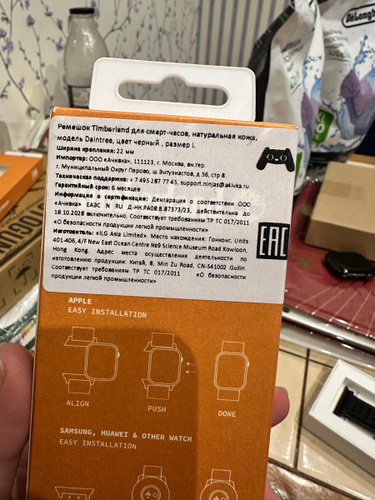 DeLonghi
Ремешок Timberland для смарт-часов, натуральная кожа,
модель Daintree, цвет черный , размер L
Ширина крепления: 22 мм
Импортер: ООО «Ачивка», 111123, г. Москва, вн.тер.
г. муниципальный Округ Перово, ш Энтузиастов, д 56, стр 8.
Техническая поддержка: +7 495 287 77 45, support.ninjas@a4ivka.ru
Гарантийный срок: 6 месяцев
Информация о сертификации: Декларация о соответствии ООО
«Ачивка» ЕАЭС N RU Д-HK.РА08.В.87373/23, действительна до
18.10.2028 включительно. Соответствует требованиям ТР ТС 017/2011
«О безопасности продукции легкой промышленности»
Изготовитель: «ILG Asia Limited». Место нахождения: Гонконг, Units
401-406, 4/F New East Ocean Centre No9 Science Museum Road Kowloon,
Hong Kong. Адрес места осуществления деятельности по
изготовлению продукции: Китай, 8, Min Zu Road, CN-541002 Guilin.
Соответствует требованиям ТР ТС 017/2011 «О безопасности
продукции легкой промышленности»
EAC
APPLE
EASY INSTALLATION
ALIGN
PUSH
DONE
SAMSUNG, HUAWEI & OTHER WATCH
EASY INSTALLATION